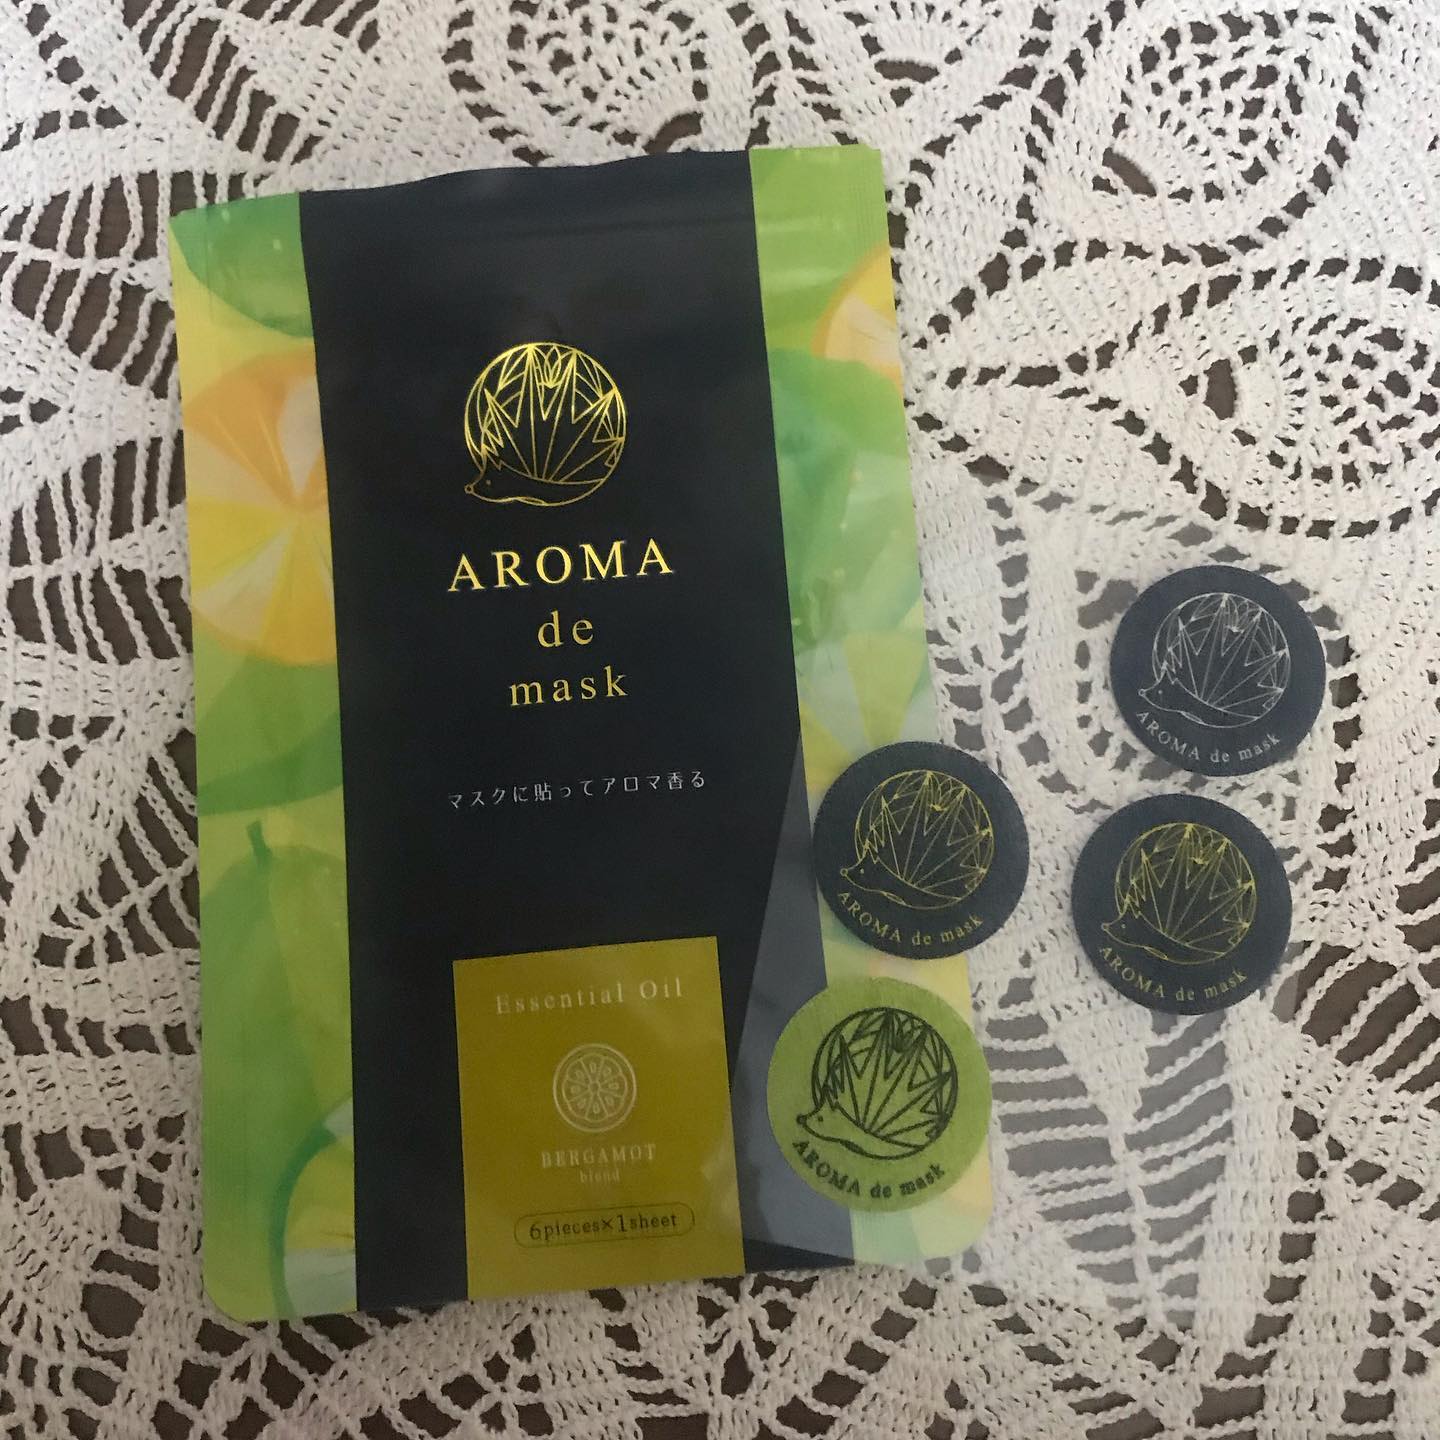 AROMA
de
mask
マスクに貼ってアロマ香る
Essential Oil
BERGAMOT
blend
6pieces×1sheet
AROMA de mask
AROMA de mask
AROMA de mask
AROMA de mask